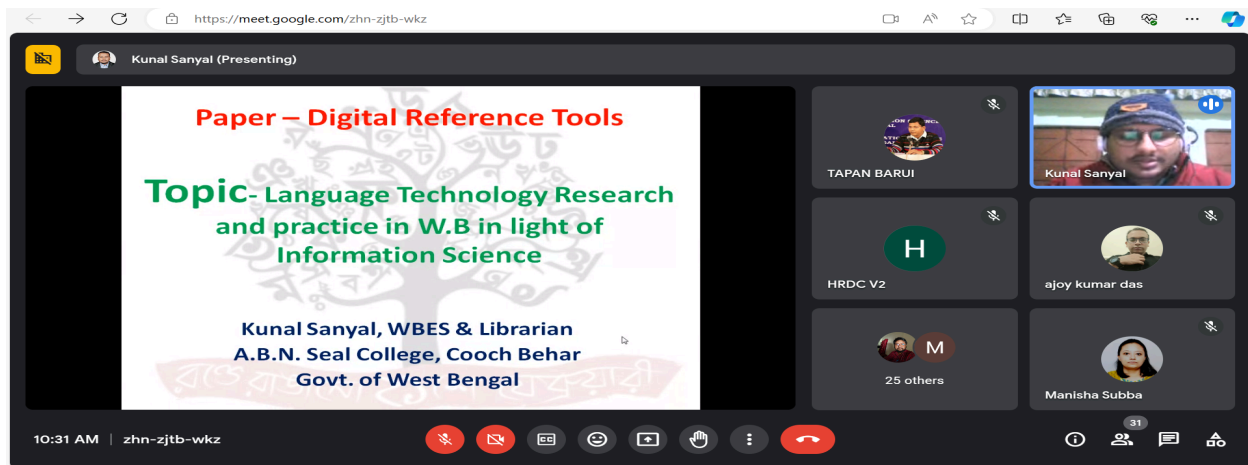 https://meet.google.com/zhn-zjtb-wkz
Kunal Sanyal (Presenting)
Paper – Digital Reference Tools
Topic- Language Technology Research
and practice in W.B in light of
Information Science
Kunal Sanyal, WBES & Librarian
A.B.N. Seal College, Cooch Behar
Govt. of West Bengal
TAPAN BARUI
Kunal Sanyal
H
HRDC V2
ajoy kumar das
M
25 others
Manisha Subba
10:31 AM | zhn-zjtb-wkz
CC
31